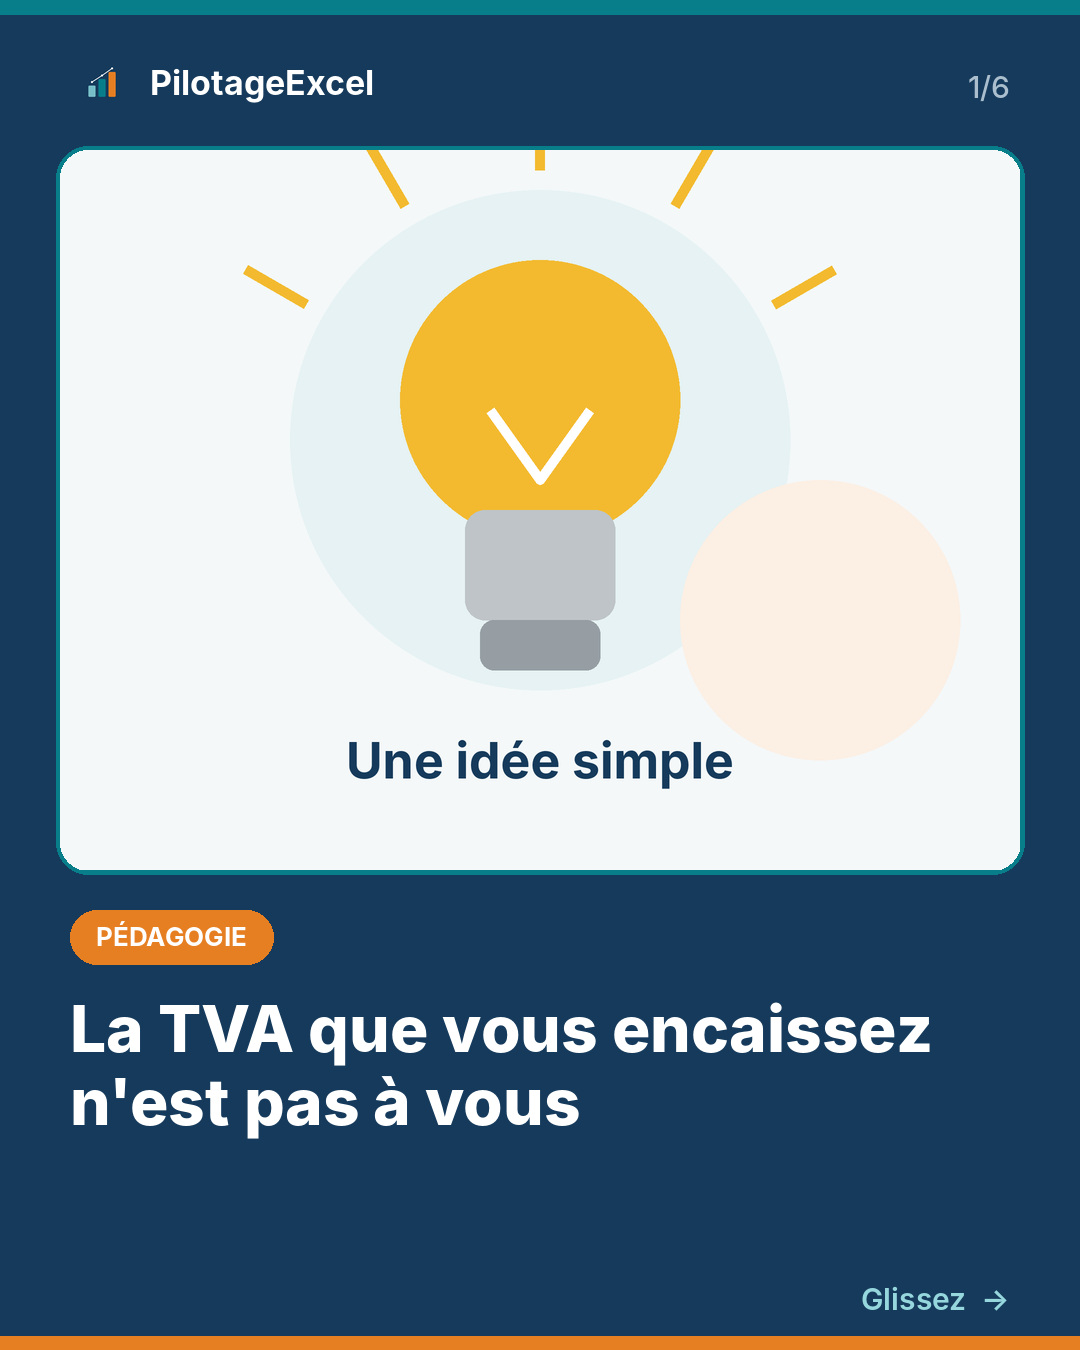 PilotageExcel
1/6
Une idée simple
PÉDAGOGIE
La TVA que vous encaissez
n'est pas à vous
Glissez →